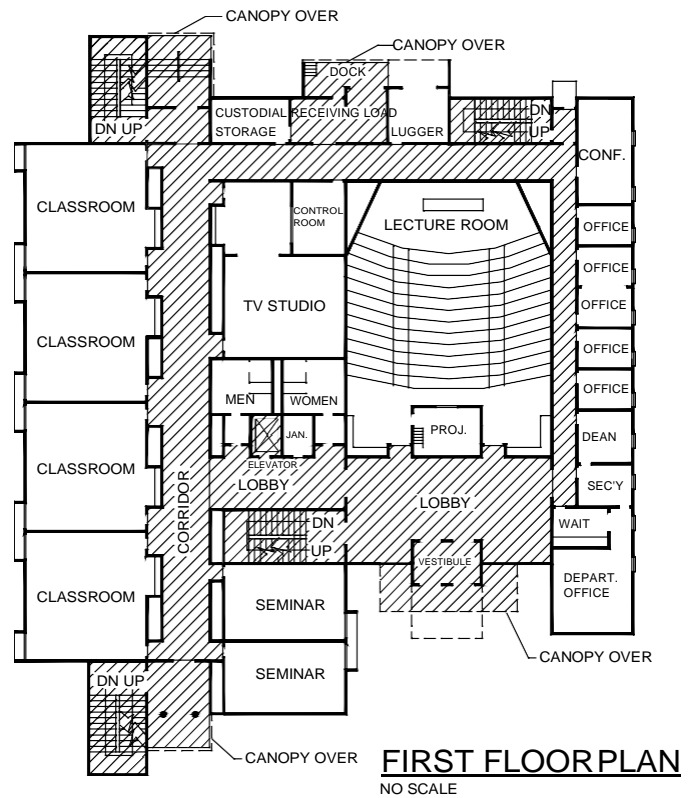 CANOPY OVER
CANOPY OVER
DOCK
CUSTODIAL RECEIVING LOAD
STORAGE
LUGGER
DN
UP
DN UP
CONF.
CLASSROOM
CONTROL
ROOM
LECTURE ROOM
OFFICE
OFFICE
TV STUDIO
OFFICE
CLASSROOM
OFFICE
OFFICE
MEN
WOMEN
PROJ.
JAN.
DEAN
CLASSROOM
ELEVATOR
LOBBY
SEC'Y
LOBBY
CORRIDOR
DN
UP
WAIT
VESTIBULE
DEPART.
OFFICE
CLASSROOM
SEMINAR
CANOPY OVER
SEMINAR
DN UP
CANOPY OVER
FIRST FLOOR PLAN
NO SCALE